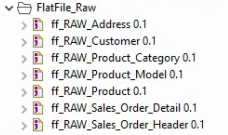 FlatFile_Raw
ff_RAW_Address 0.1
ff_RAW_Customer 0.1
ff_RAW_Product_Category 0.1
ff_RAW_Product_Model 0.1
ff_RAW_Product 0.1
ff_RAW_Sales_Order_Detail 0.1
ff_RAW_Sales_Order_Header 0.1